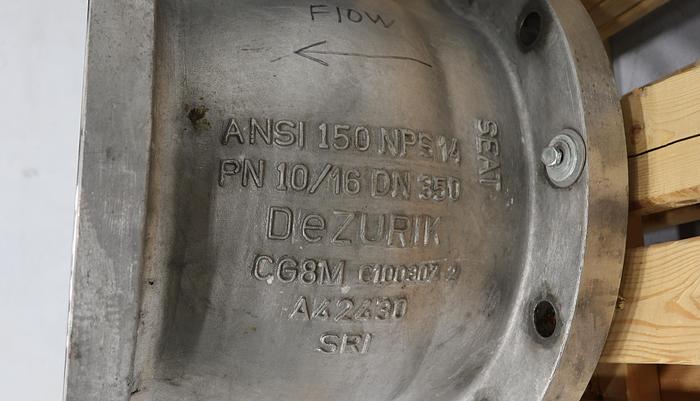 Flow
ANSI 150 NPS 14
SEAT
PN 10/16 DN 350
DeZURIK
CG8M
A42430
SRI